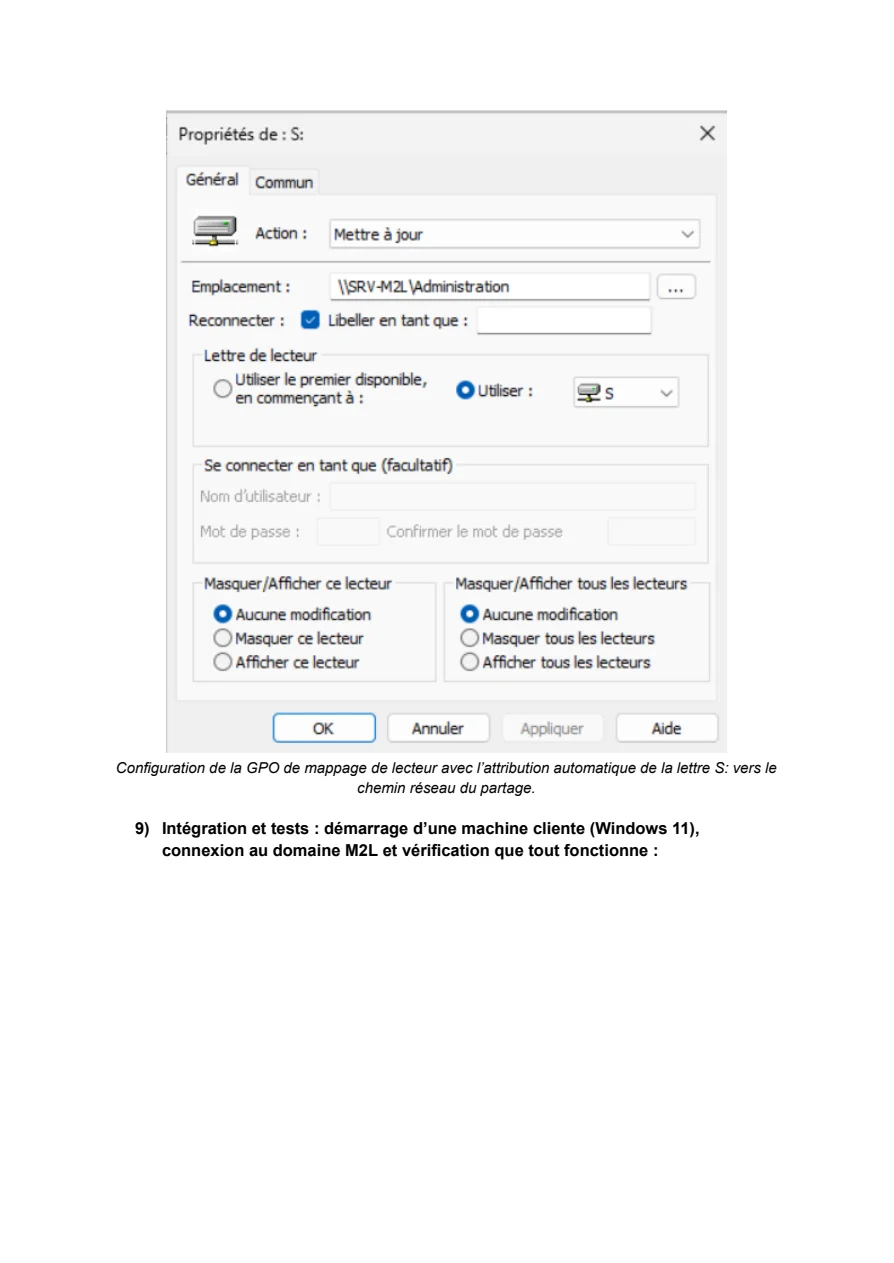 Propriétés de : S:
Général
Commun
Action :
Mettre à jour
Emplacement :
\\SRV-M2L\Administration
...
Reconnecter :
Libeller en tant que :
Lettre de lecteur
Utiliser le premier disponible,
en commençant à :
Utiliser :
S
Se connecter en tant que (facultatif)
Nom d'utilisateur :
Mot de passe :
Confirmer le mot de passe
Masquer/Afficher ce lecteur
Aucune modification
Masquer ce lecteur
Afficher ce lecteur
Masquer/Afficher tous les lecteurs
Aucune modification
Masquer tous les lecteurs
Afficher tous les lecteurs
OK
Annuler
Appliquer
Aide
Configuration de la GPO de mappage de lecteur avec l’attribution automatique de la lettre S: vers le
chemin réseau du partage.
9) Intégration et tests : démarrage d’une machine cliente (Windows 11),
connexion au domaine M2L et vérification que tout fonctionne :